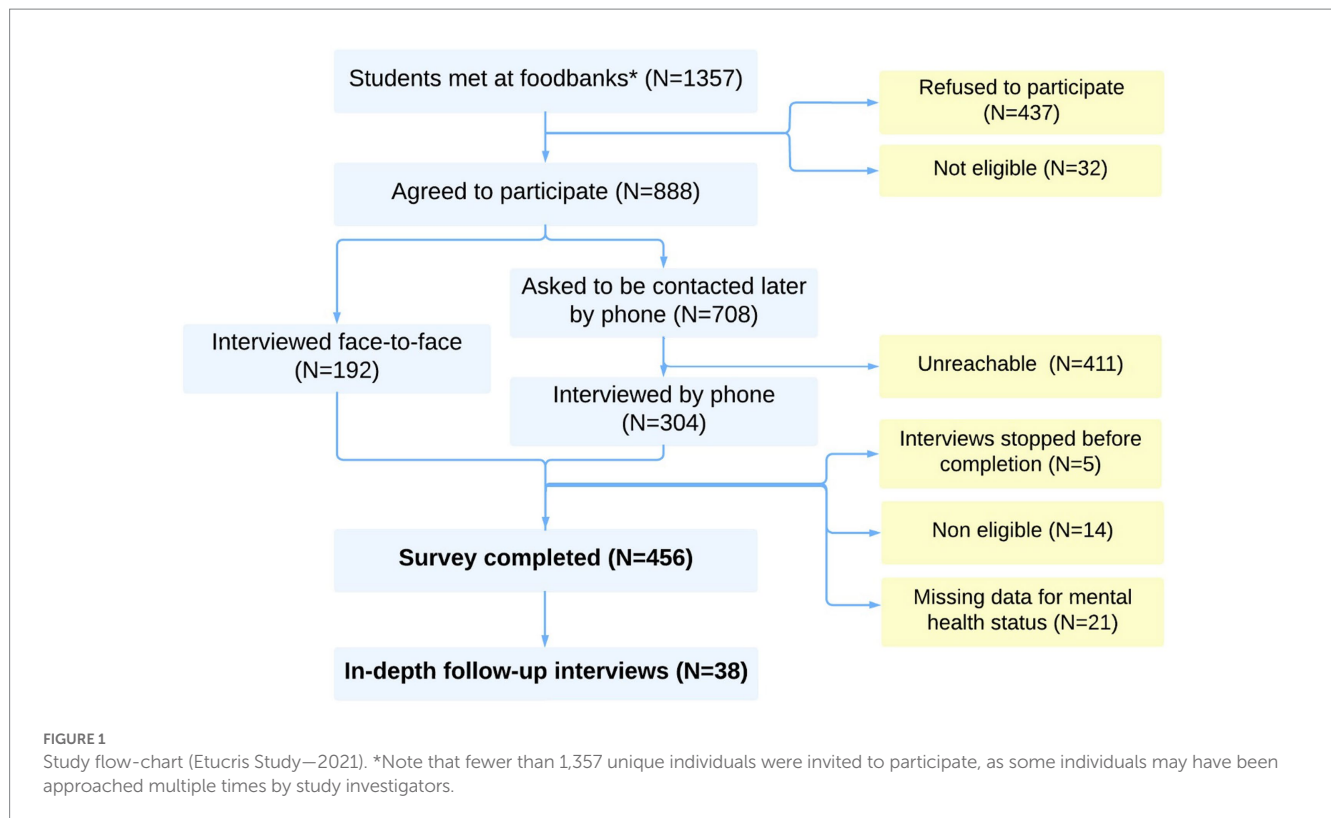 Students met at foodbanks* (N=1357)
Refused to participate
(N=437)
Not eligible (N=32)
Agreed to participate (N=888)
Asked to be contacted later
by phone (N=708)
Interviewed face-to-face
(N=192)
Unreachable (N=411)
Interviewed by phone
(N=304)
Interviews stopped before
completion (N=5)
Non eligible (N=14)
Survey completed (N=456)
Missing data for mental
health status (N=21)
In-depth follow-up interviews (N=38)
FIGURE 1
Study flow-chart (Etucris Study—2021). *Note that fewer than 1,357 unique individuals were invited to participate, as some individuals may have been
approached multiple times by study investigators.